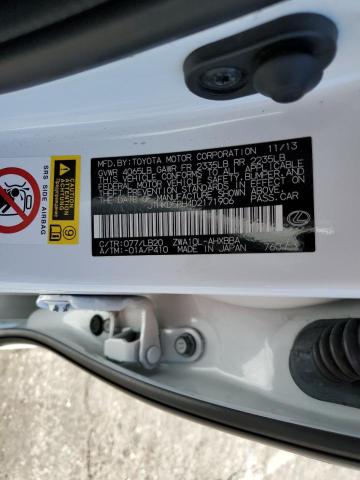 MFD. BY: TOYOTA MOTOR CORPORATION 11/13
GVWR 4065LB GAWR FR 2335LB RR 2235LB
THIS VEHICLE CONFORMS TO ALL APPLICABLE
FEDERAL MOTOR VEHICLE SAFETY, BUMPER, AND
THEFT PREVENTION STANDARDS IN EFFECT ON
THE DATE OF MANUFACTURE SHOWN ABOVE.
PASS. CAR
C/TR: 077/LB20 ZWA10L-AHXBBA
A/TM: -01A/P410 MADE IN JAPAN
SRS SIDE AIRBAG
CAUTION